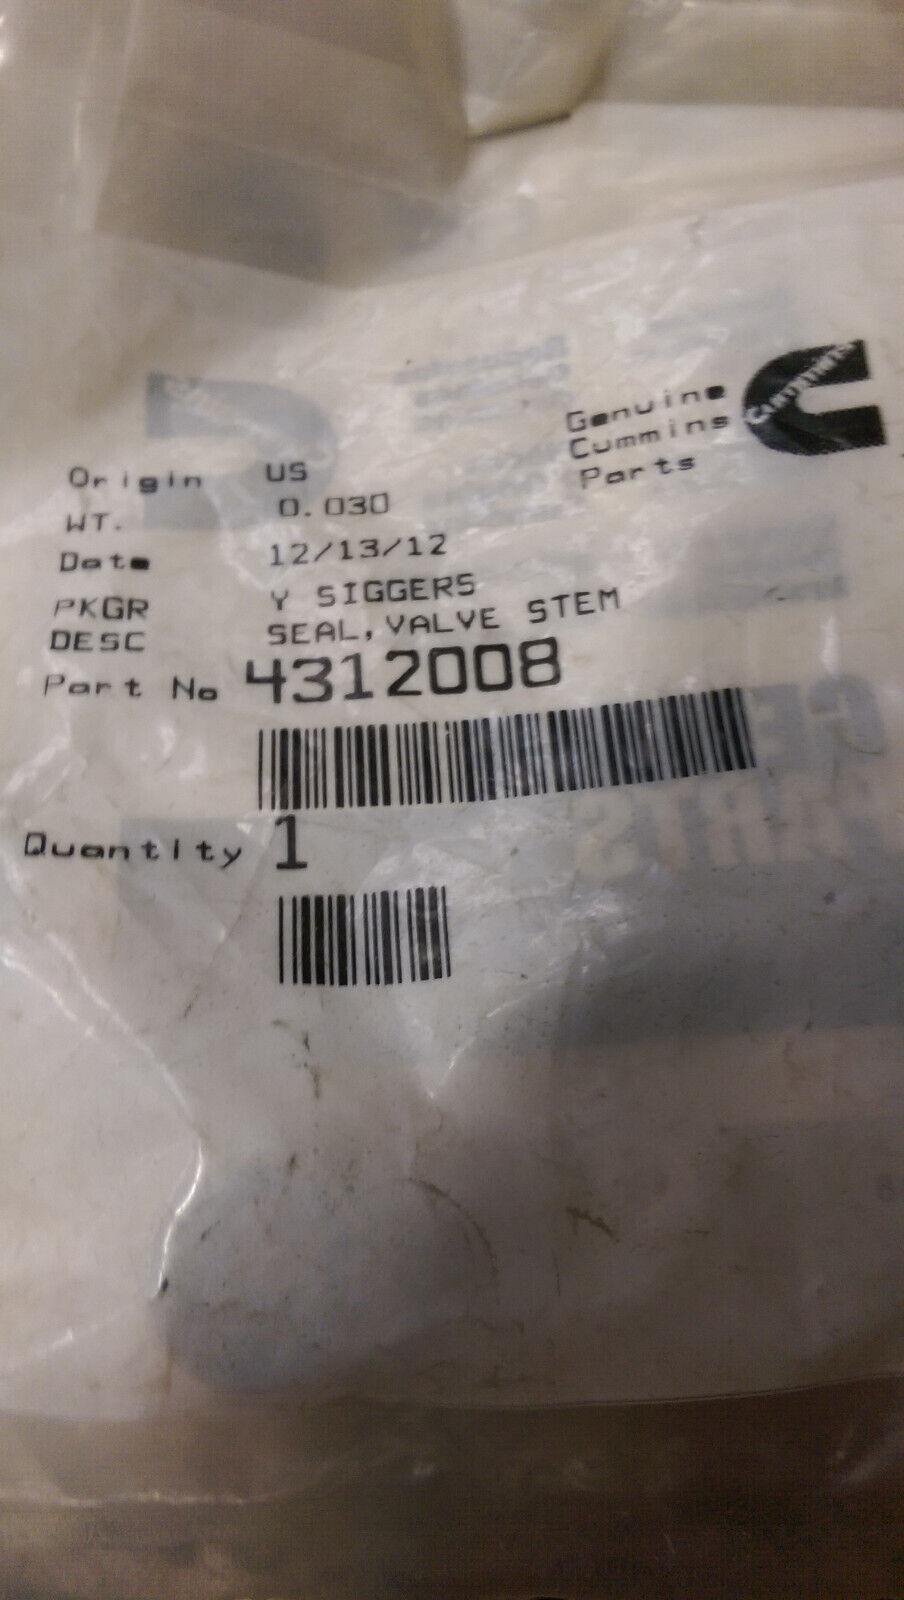 Genuine
Cummins
Parts
Cummins
Origin US
WT. 0.030
Date 12/13/12
PKGR Y SIGGERS
DESC SEAL, VALVE STEM
Part No 4312008
Quantity 1